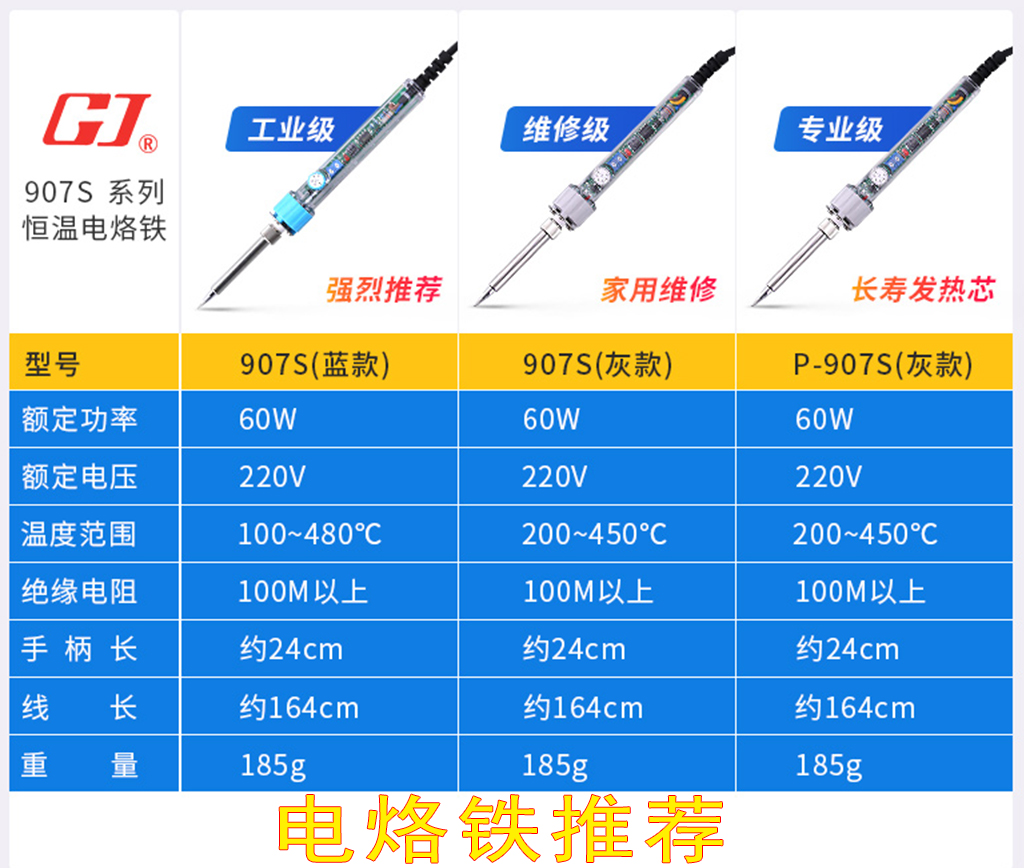 GJ®
907S 系列
恒温电烙铁
工业级
强烈推荐
维修级
家用维修
专业级
长寿发热芯
型号 907S(蓝款) 907S(灰款) P-907S(灰款)
额定功率 60W 60W 60W
额定电压 220V 220V 220V
温度范围 100~480℃ 200~450℃ 200~450℃
绝缘电阻 100M以上 100M以上 100M以上
手柄长 约24cm 约24cm 约24cm
线长 约164cm 约164cm 约164cm
重量 185g 185g 185g
电烙铁推荐